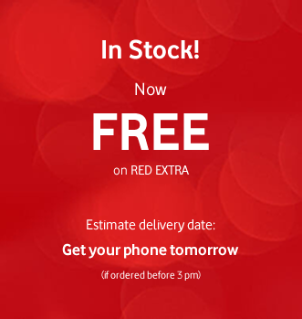 In Stock!
Now
FREE
on RED EXTRA
Estimate delivery date:
Get your phone tomorrow
(if ordered before 3 pm)